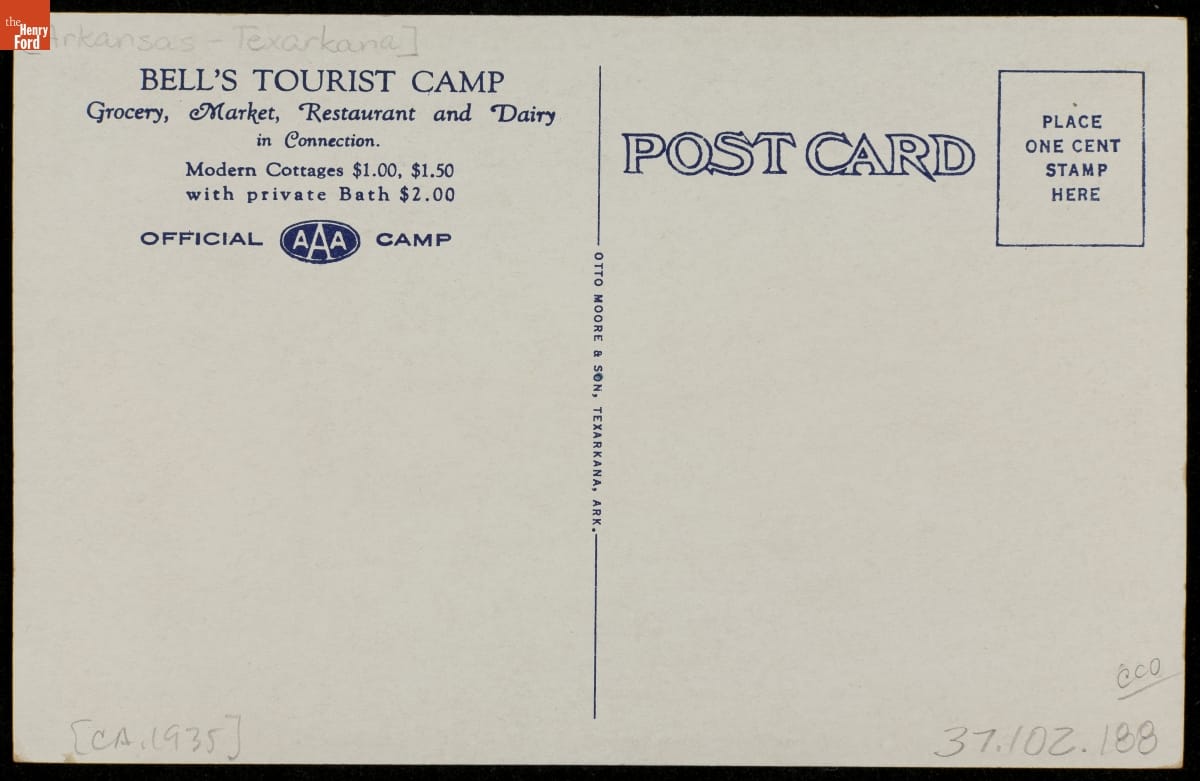 the
Henry
Ford
[Arkansas - Texarkana]
BELL'S TOURIST CAMP
Grocery, Market, Restaurant and Dairy
in Connection.
Modern Cottages $1.00, $1.50
with private Bath $2.00
OFFICIAL AAA CAMP
POST CARD
PLACE
ONE CENT
STAMP
HERE
OTTO MOORE & SON, TEXARKANA, ARK.
CCO
[CA. 1935]
37.102.188